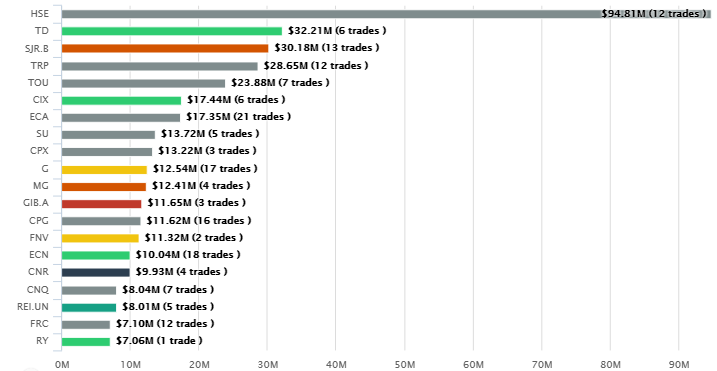 HSE $94.81M (12 trades )
TD $32.21M (6 trades )
SJR.B $30.18M (13 trades )
TRP $28.65M (12 trades )
TOU $23.88M (7 trades )
CIX $17.44M (6 trades )
ECA $17.35M (21 trades )
SU $13.72M (5 trades )
CPX $13.22M (3 trades )
G $12.54M (17 trades )
MG $12.41M (4 trades )
GIB.A $11.65M (3 trades )
CPG $11.62M (16 trades )
FNV $11.32M (2 trades )
ECN $10.04M (18 trades )
CNR $9.93M (4 trades )
CNQ $8.04M (7 trades )
REI.UN $8.01M (5 trades )
FRC $7.10M (12 trades )
RY $7.06M (1 trade )
0M 10M 20M 30M 40M 50M 60M 70M 80M 90M